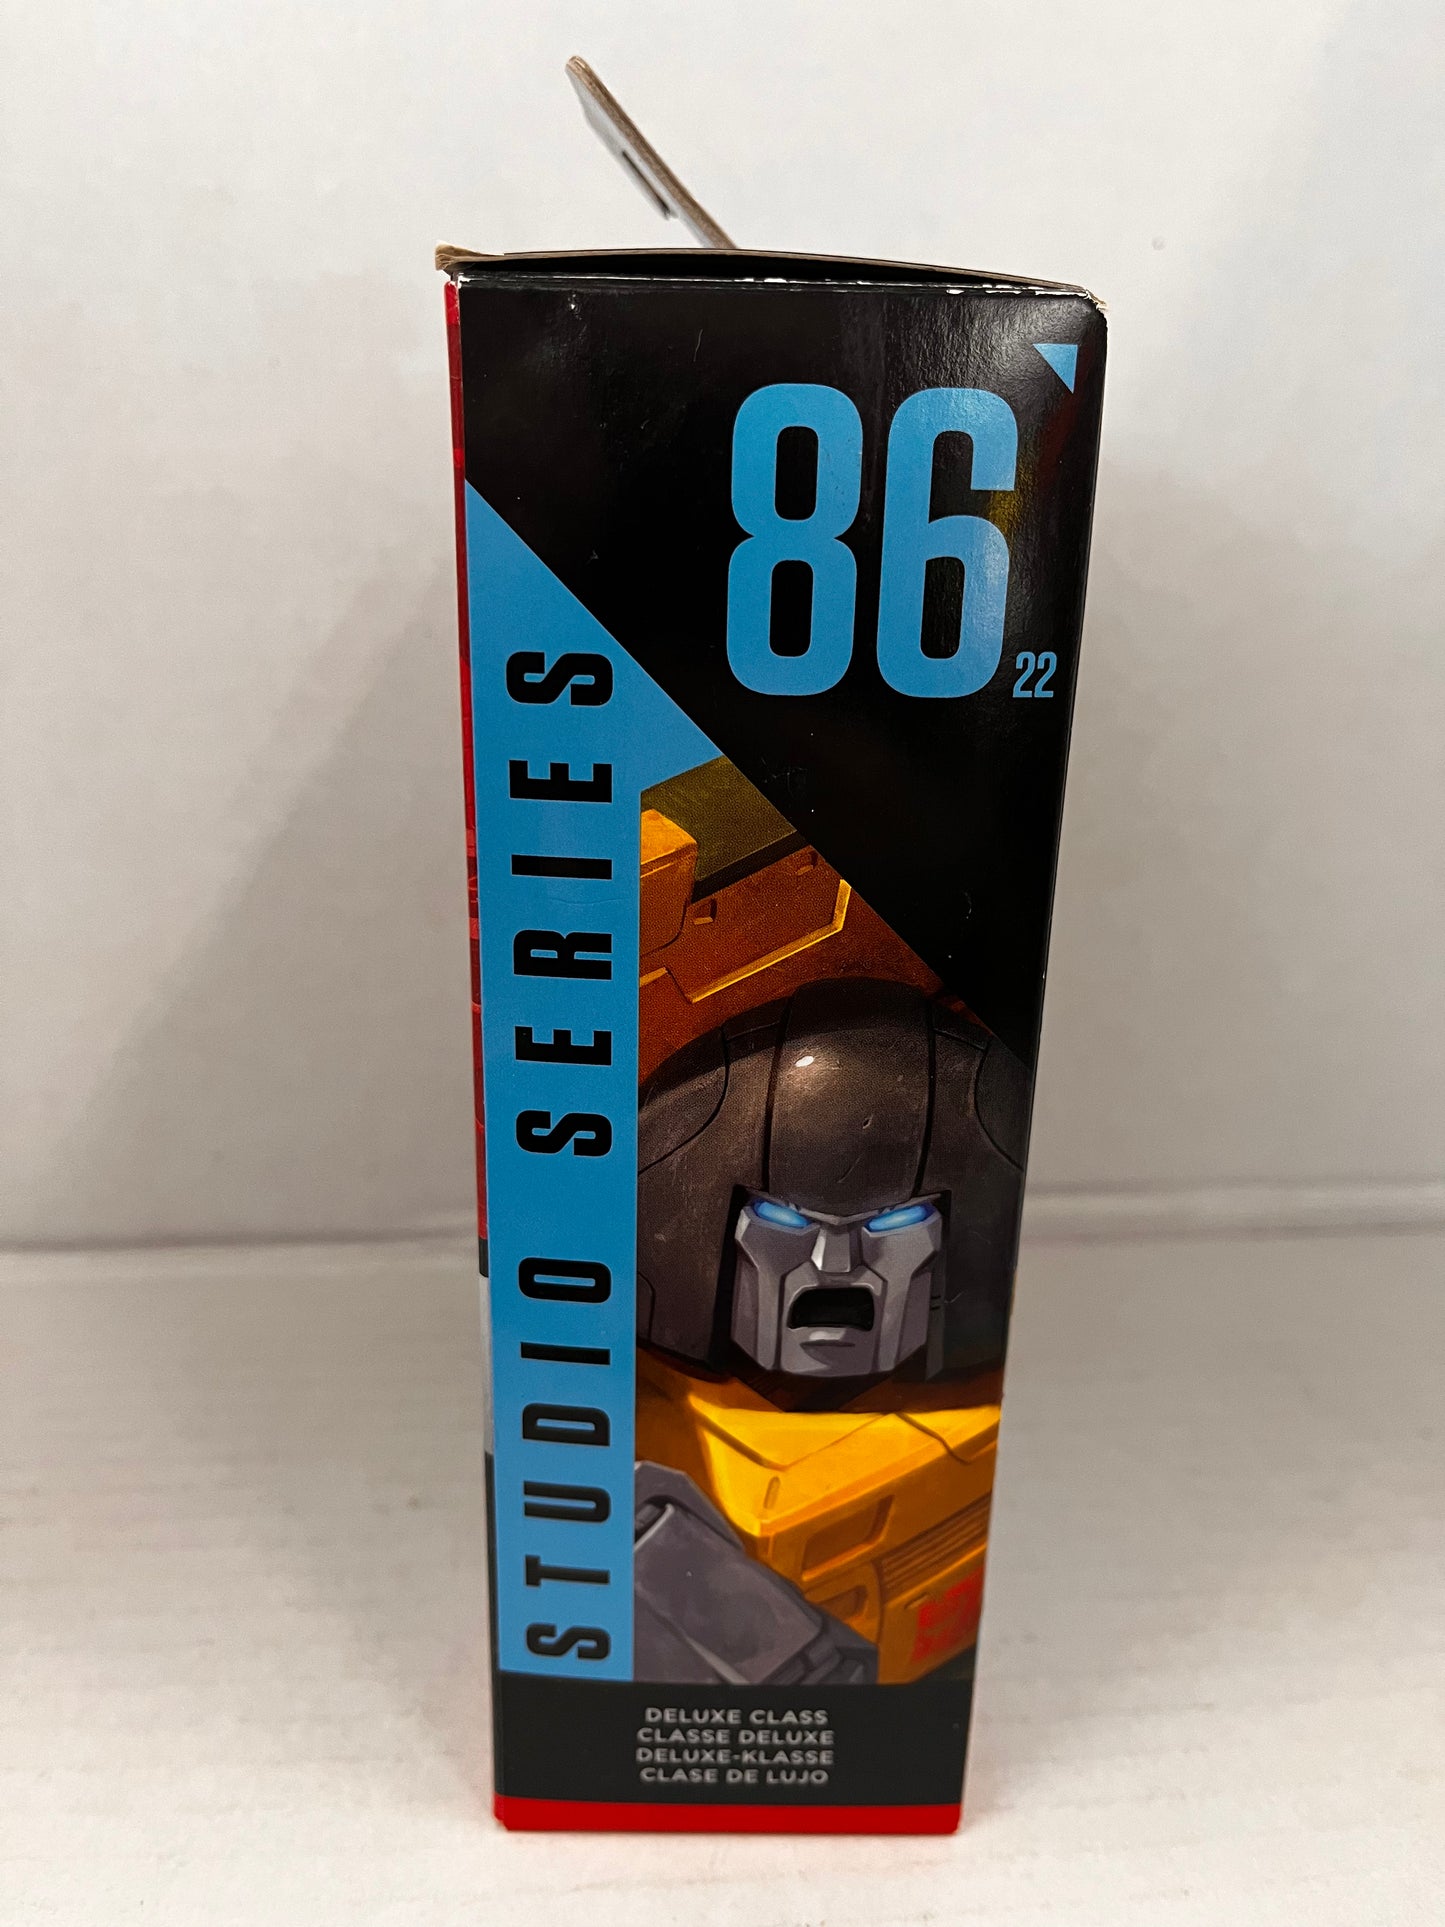 86
22
STUDIO SERIES
DELUXE CLASS
CLASSE DELUXE
DELUXE-KLASSE
CLASE DE LUJO